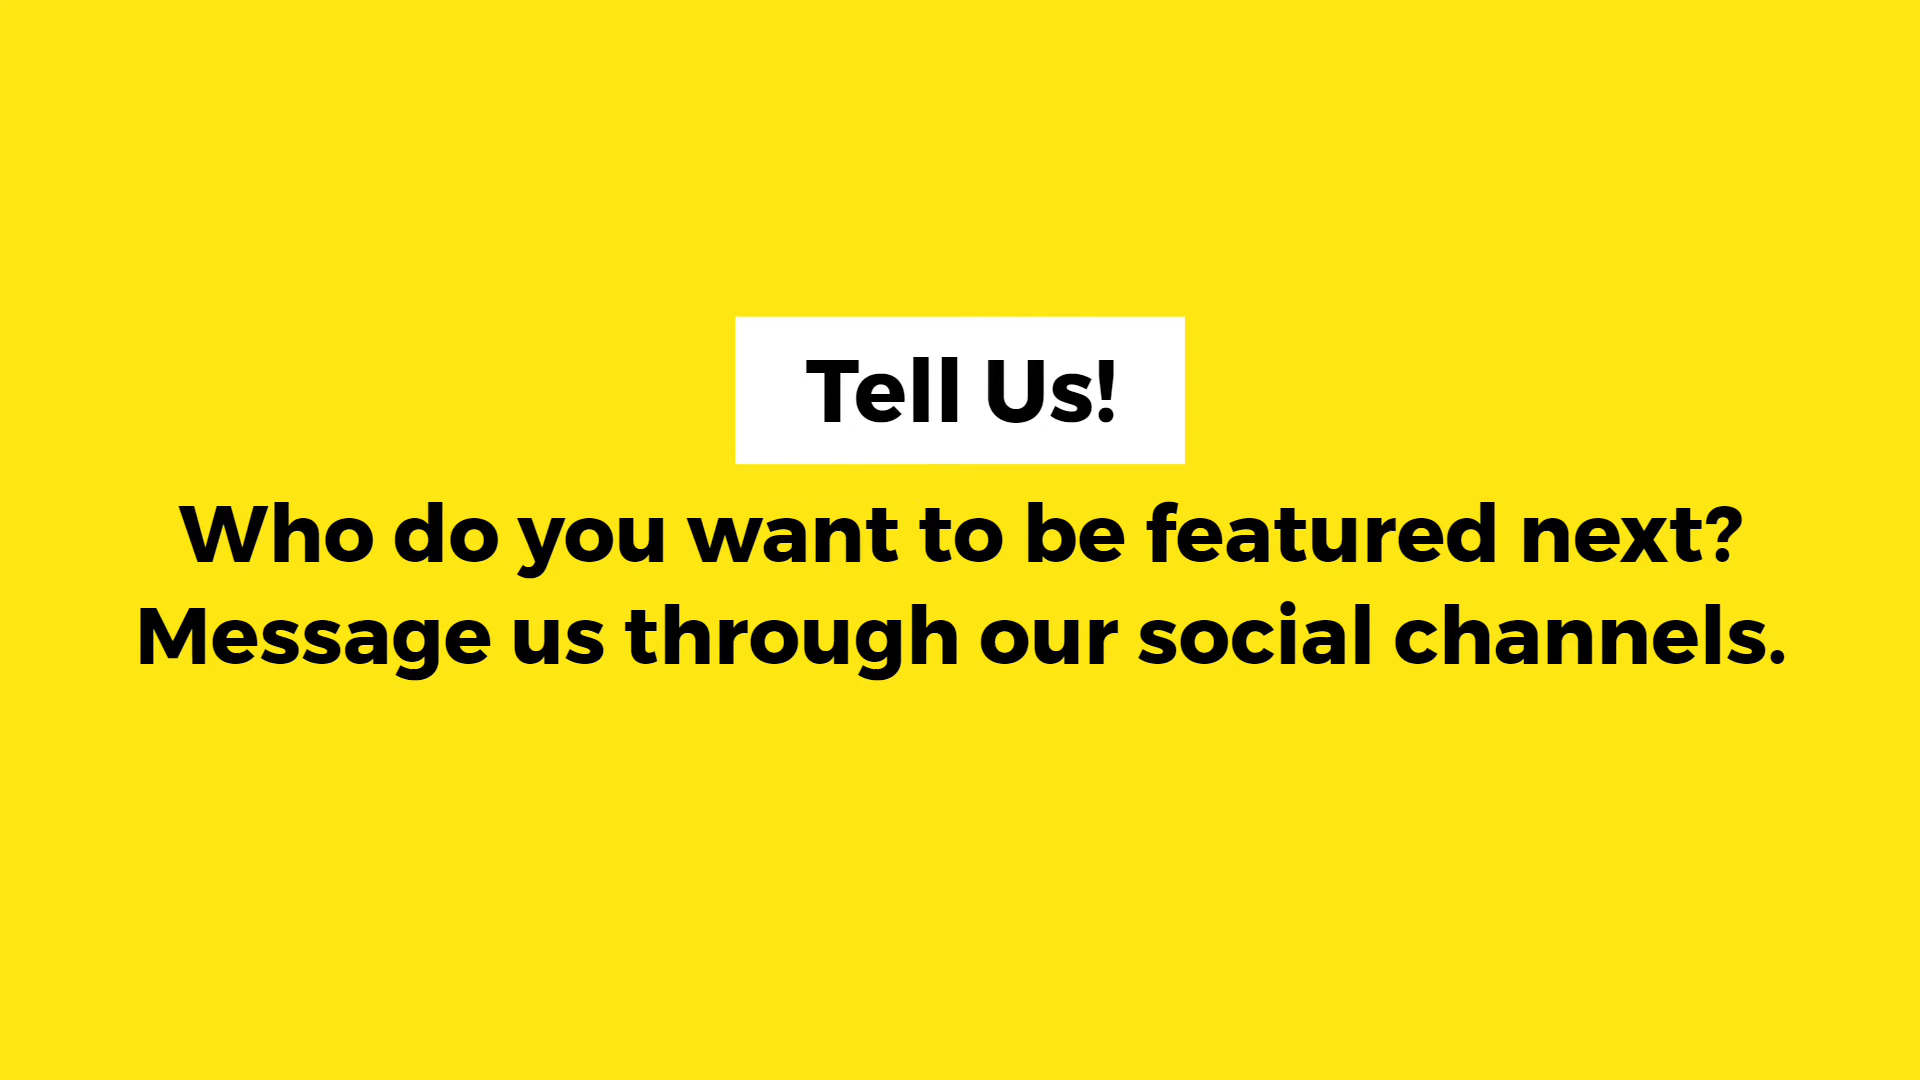 Tell Us!
Who do you want to be featured next?
Message us through our social channels.